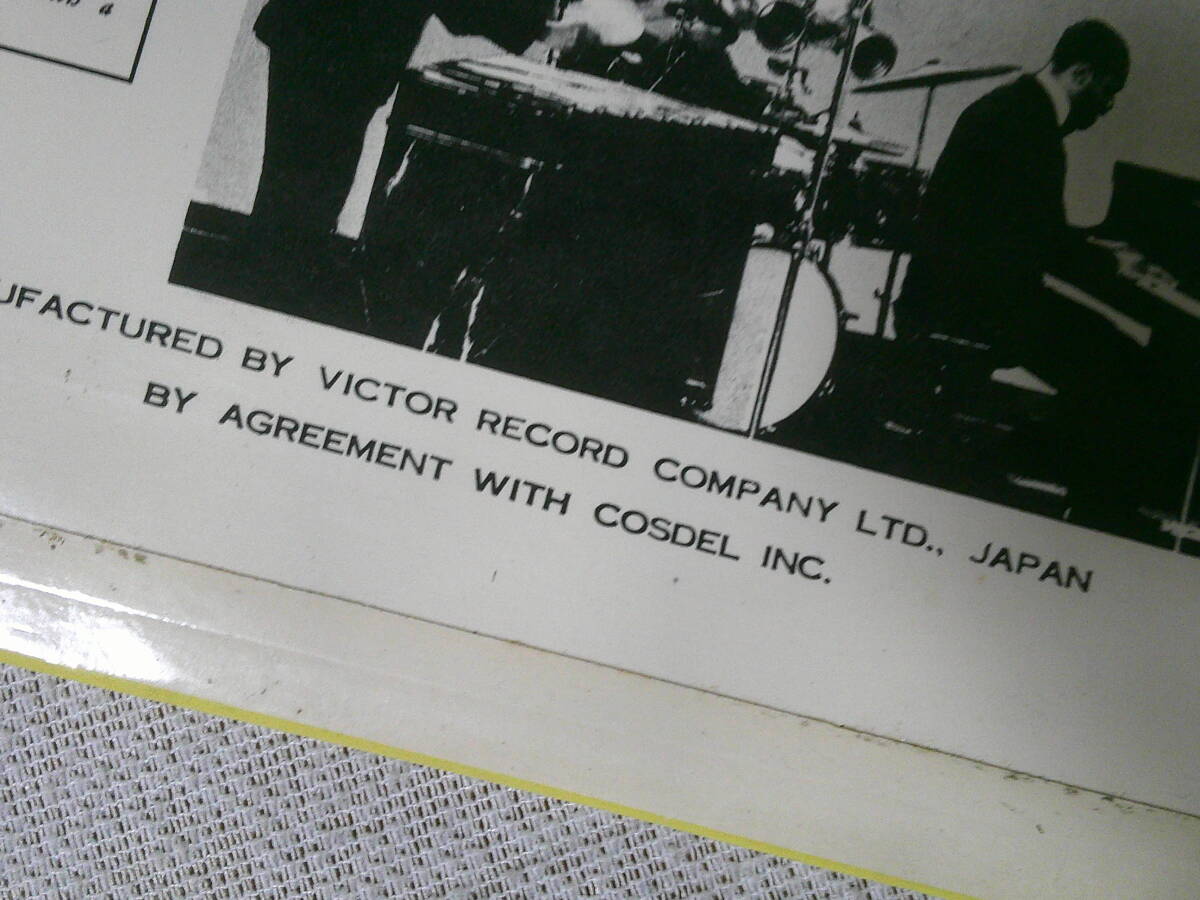 a
UFACTURED BY VICTOR RECORD COMPANY LTD., JAPAN
BY AGREEMENT WITH COSDEL INC.